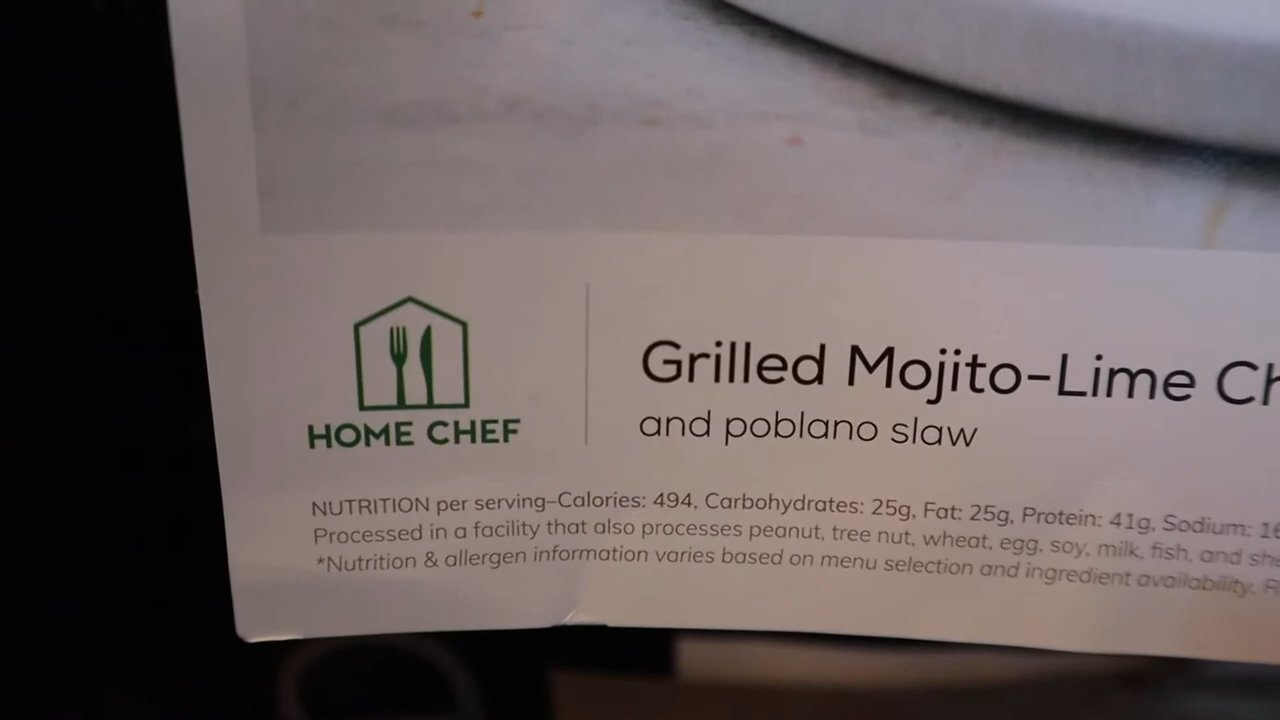 HOME CHEF
Grilled Mojito-Lime Ch
and poblano slaw
NUTRITION per serving–Calories: 494, Carbohydrates: 25g, Fat: 25g, Protein: 41g, Sodium: 16
Processed in a facility that also processes peanut, tree nut, wheat, egg, soy, milk, fish, and she
*Nutrition & allergen information varies based on menu selection and ingredient availability.